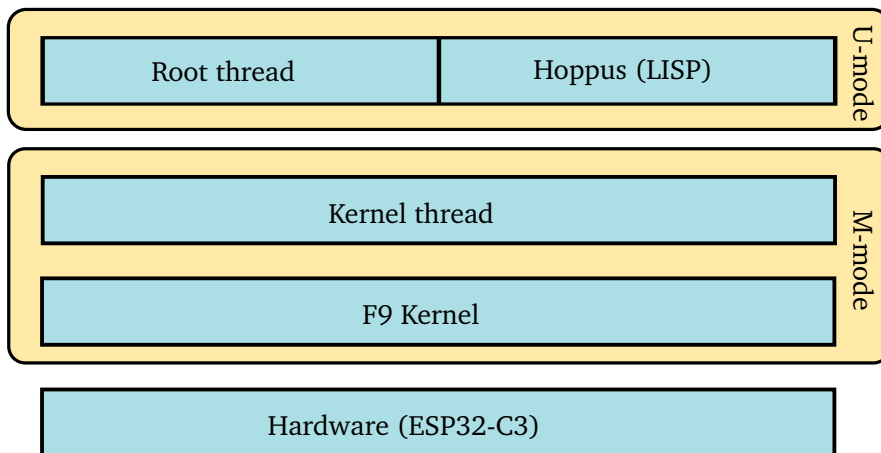 Root thread
Hoppus (LISP)
U-mode
Kernel thread
F9 Kernel
M-mode
Hardware (ESP32-C3)